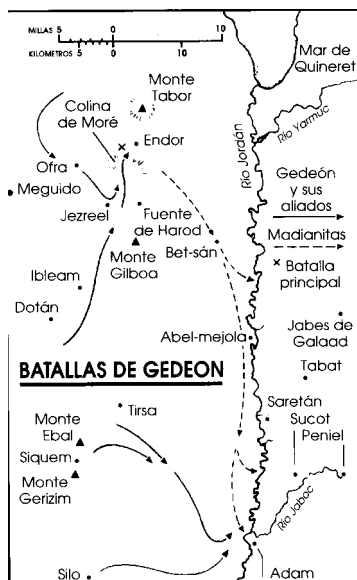 MILLAS
10 0 10
KILOMETROS
5 0 5
Mar de
Quineret
Monte
Tabor
Colina
de Moré
Endor
Río Yarmuc
Río Jordán
Ofra
Meguido
Jezreel
Fuente
de Harod
Bet-sán
Monte
Gilboa
Gedeón
y sus
aliados
Madianitas
Batalla
principal
Ibleam
Dotán
Abel-mejola
Jabes de
Galaad
Tabat
BATALLAS DE GEDEON
Saretán
Sucot
Peniel
Tirsa
Monte
Ebal
Siquem
Monte
Gerizim
Río Jaboc
Silo
Adam